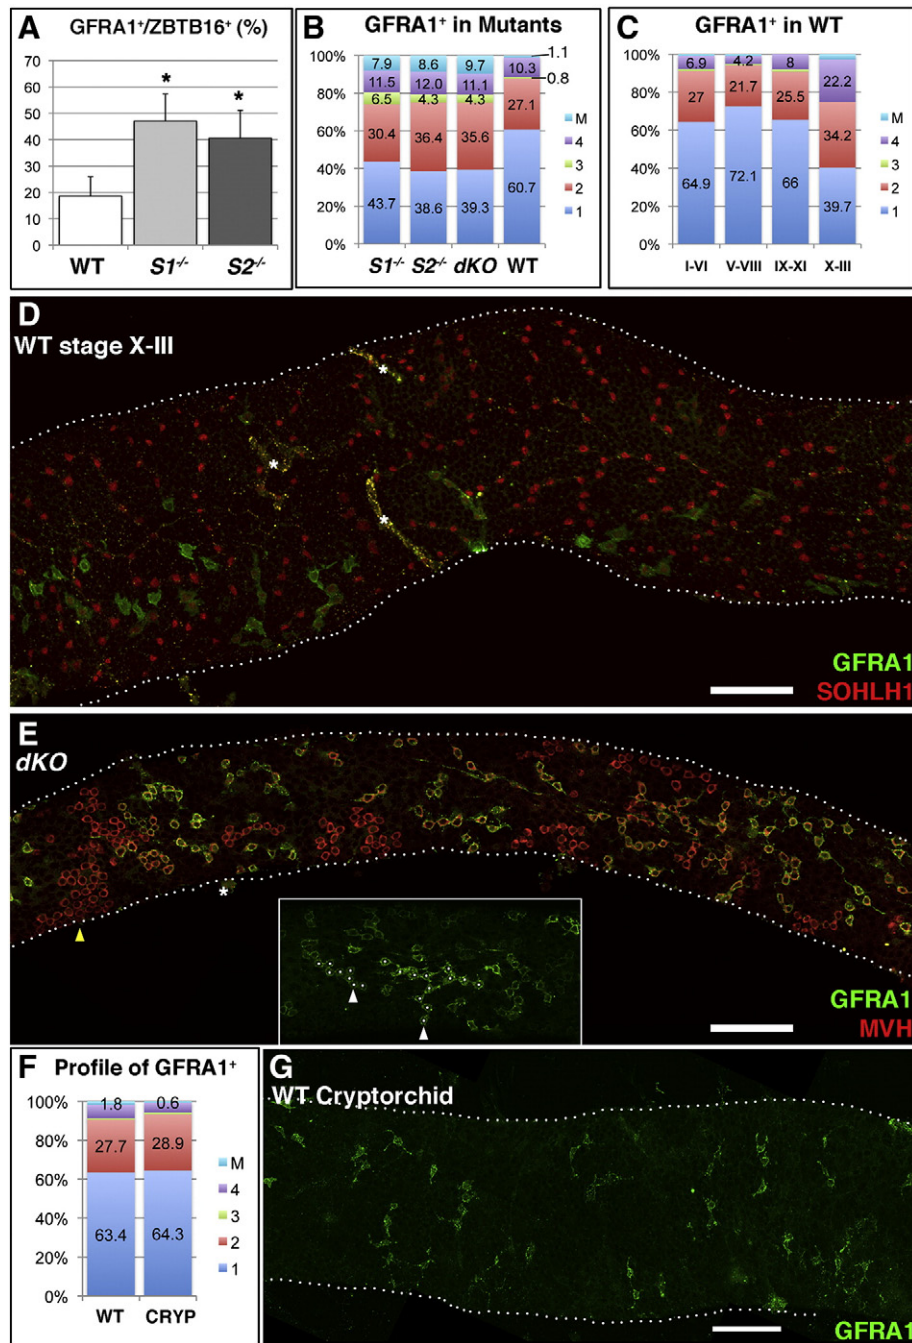 A GFRA1⁺/ZBTB16⁺ (%)
70
60
50
40
30
20
10
0
* *
WT S1⁻/⁻ S2⁻/⁻
B GFRA1⁺ in Mutants
100%
80%
60%
40%
20%
0%
7.9 8.6 9.7 1.1
11.5 12.0 11.1 10.3
6.5 4.3 4.3 0.8
30.4 36.4 35.6 27.1
43.7 38.6 39.3 60.7
M
4
3
2
1
S1⁻/⁻ S2⁻/⁻ dKO WT
C GFRA1⁺ in WT
100%
80%
60%
40%
20%
0%
6.9 4.2 8 22.2
27 21.7 25.5 34.2
64.9 72.1 66 39.7
M
4
3
2
1
I-VI V-VIII IX-XI X-III
D
WT stage X-III
*
*
*
GFRA1
SOHLH1
E
dKO
*
GFRA1
MVH
F Profile of GFRA1⁺
100%
80%
60%
40%
20%
0%
1.8 0.6
27.7 28.9
63.4 64.3
M
4
3
2
1
WT CRYP
G
WT Cryptorchid
GFRA1